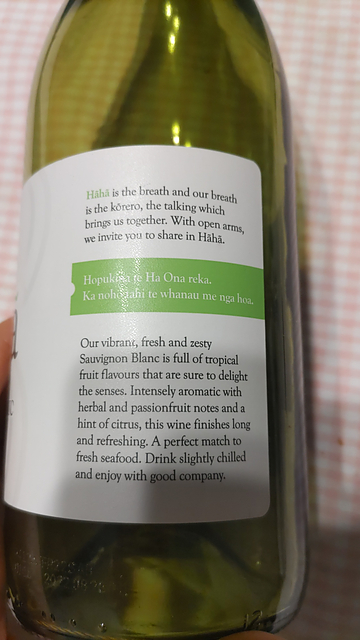 Hāhā is the breath and our breath
is the kōrero, the talking which
brings us together. With open arms,
we invite you to share in Hāhā.
te Ha Ona reka.
Ka noho tahi te whanau me nga hoa.
Our vibrant, fresh and zesty
Sauvignon Blanc is full of tropical
fruit flavours that are sure to delight
the senses. Intensely aromatic with
herbal and passionfruit notes and a
hint of citrus, this wine finishes long
and refreshing. A perfect match to
fresh seafood. Drink slightly chilled
and enjoy with good company.